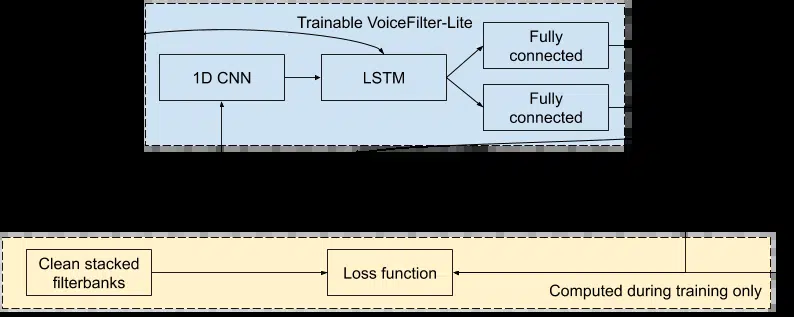 Trainable VoiceFilter-Lite
Fully
connected
1D CNN
LSTM
Fully
connected
Clean stacked
filterbanks
Loss function
Computed during training only